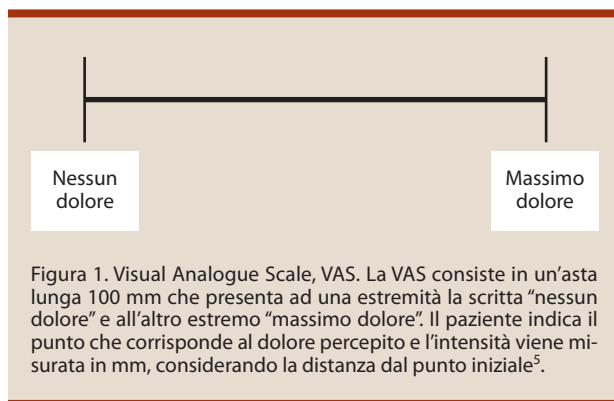 Nessun
dolore
Massimo
dolore
Figura 1. Visual Analogue Scale, VAS. La VAS consiste in un’asta
lunga 100 mm che presenta ad una estremità la scritta “nessun
dolore” e all’altro estremo “massimo dolore”. Il paziente indica il
punto che corrisponde al dolore percepito e l’intensità viene mi-
surata in mm, considerando la distanza dal punto iniziale⁵.